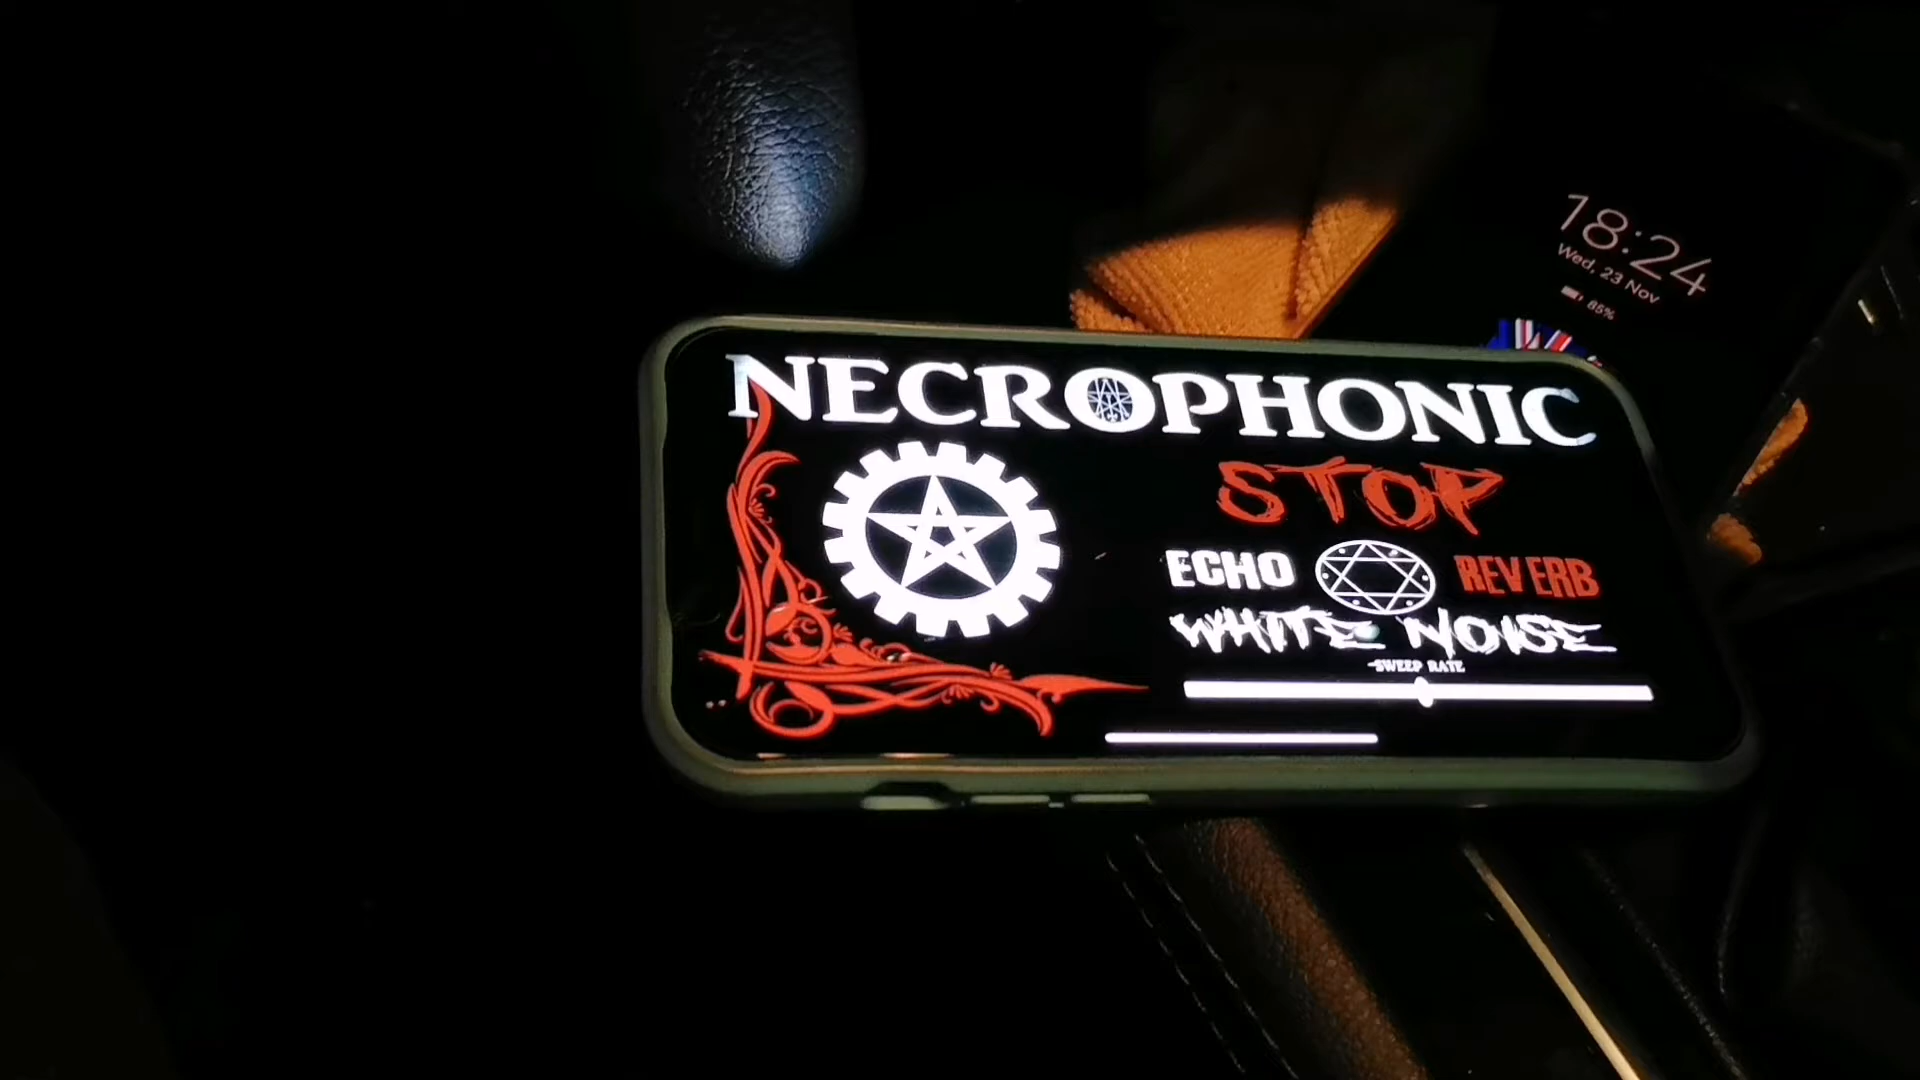 18:24
Wed, 23 Nov
85%
NECROPHONIC
STOP
ECHO REVERB
WHITE NOISE
SWEEP RATE